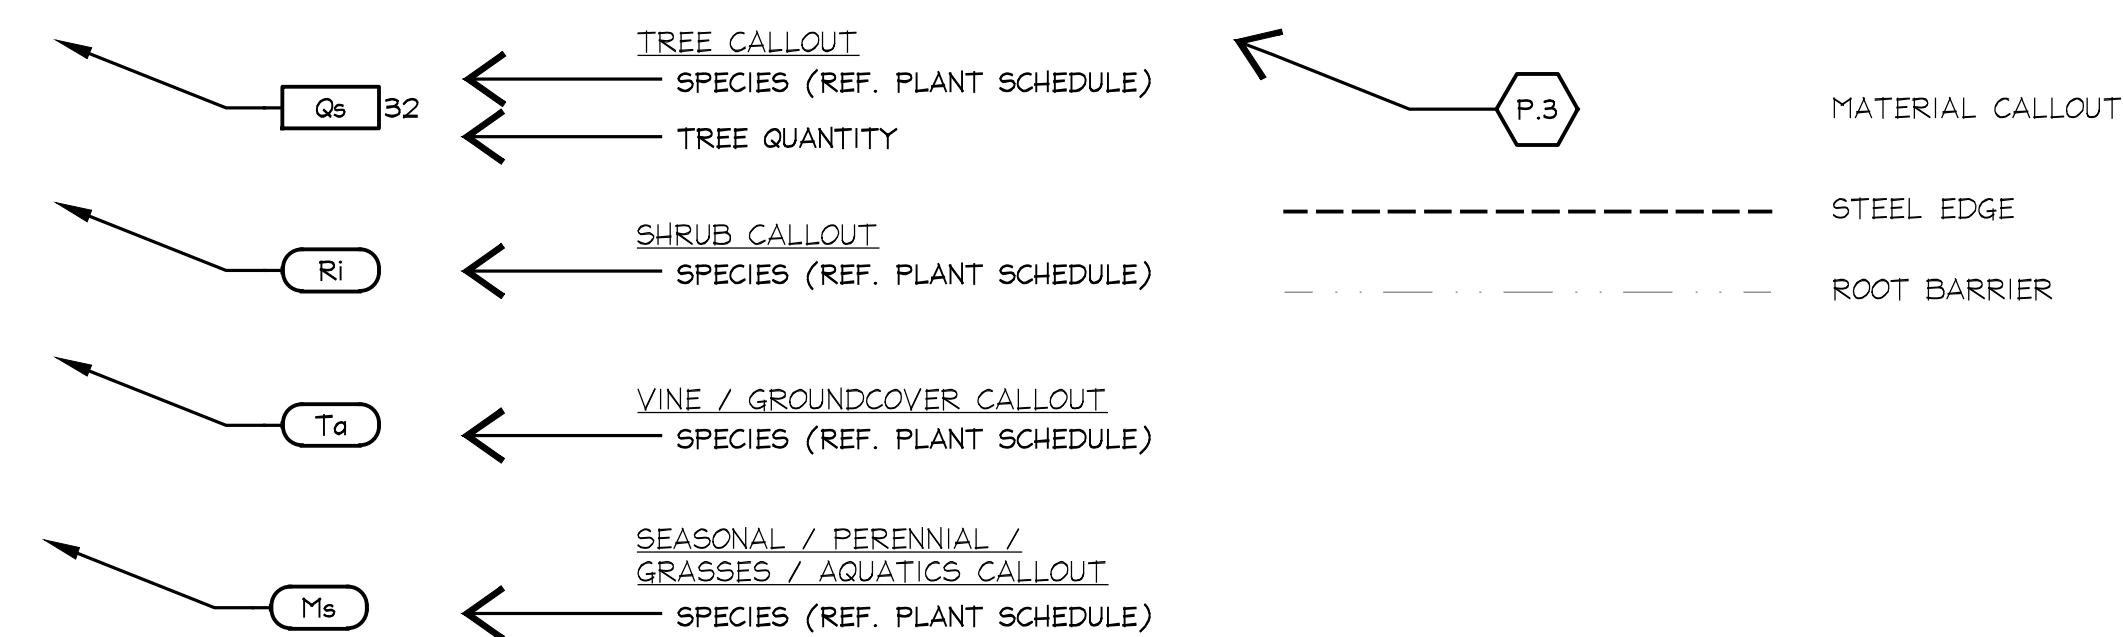 TREE CALLOUT
SPECIES (REF. PLANT SCHEDULE)
Qs 32
TREE QUANTITY
SHRUB CALLOUT
Ri SPECIES (REF. PLANT SCHEDULE)
VINE / GROUNDCOVER CALLOUT
Ta SPECIES (REF. PLANT SCHEDULE)
SEASONAL / PERENNIAL /
GRASSES / AQUATICS CALLOUT
Ms SPECIES (REF. PLANT SCHEDULE)
P.3 MATERIAL CALLOUT
STEEL EDGE
ROOT BARRIER